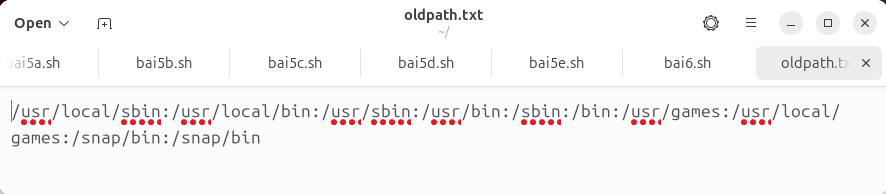 Open
oldpath.txt
~/
bai5a.sh
bai5b.sh
bai5c.sh
bai5d.sh
bai5e.sh
bai6.sh
oldpath.tx
/usr/local/sbin:/usr/local/bin:/usr/sbin:/usr/bin:/sbin:/bin:/usr/games:/usr/local/
games:/snap/bin:/snap/bin